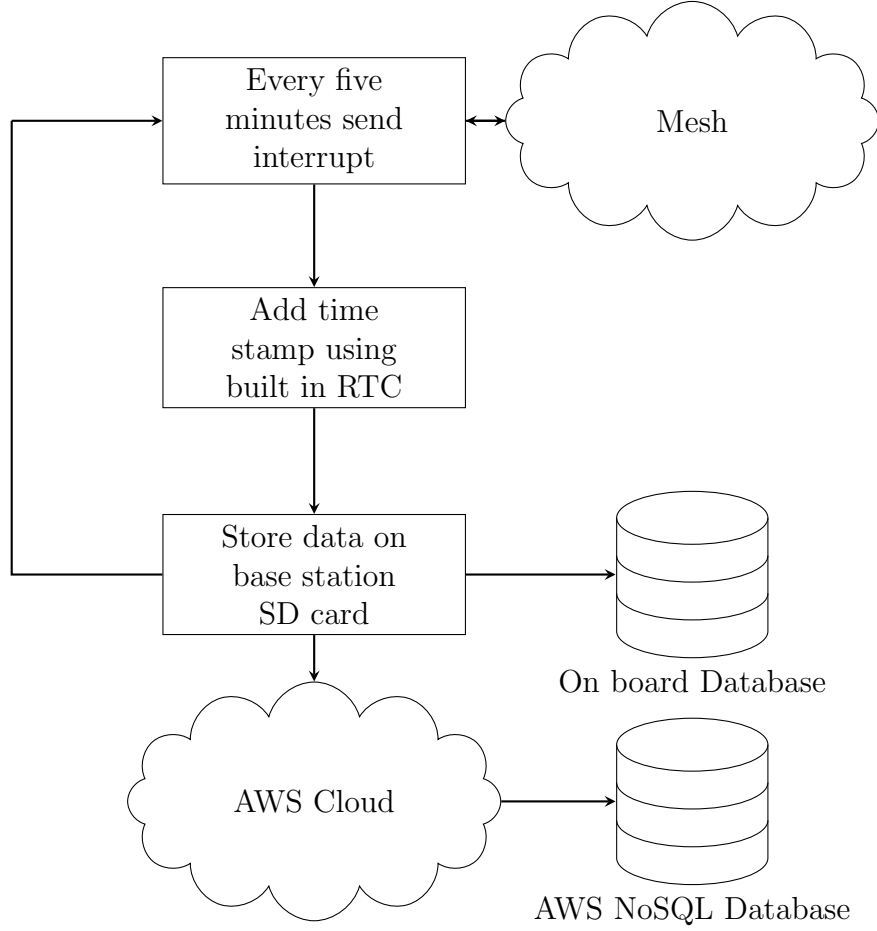 Every five
minutes send
interrupt
Mesh
Add time
stamp using
built in RTC
Store data on
base station
SD card
On board Database
AWS Cloud
AWS NoSQL Database